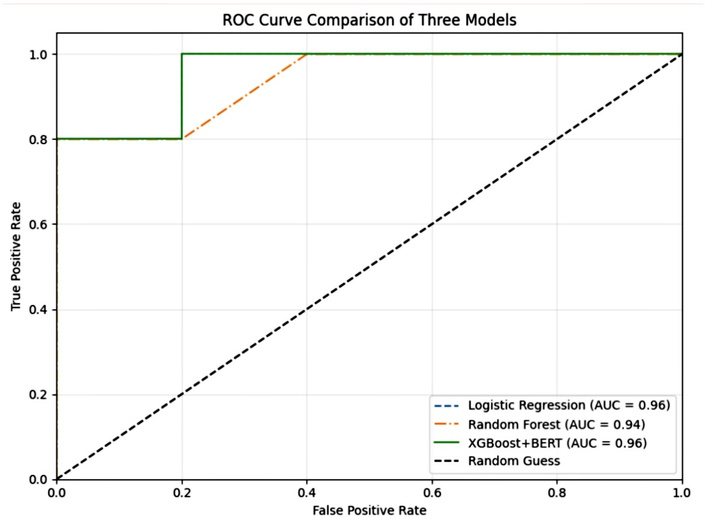 ROC Curve Comparison of Three Models
1.0
0.8
0.6
0.4
0.2
0.0
True Positive Rate
Logistic Regression (AUC = 0.96)
Random Forest (AUC = 0.94)
XGBoost+BERT (AUC = 0.96)
Random Guess
0.0 0.2 0.4 0.6 0.8 1.0
False Positive Rate